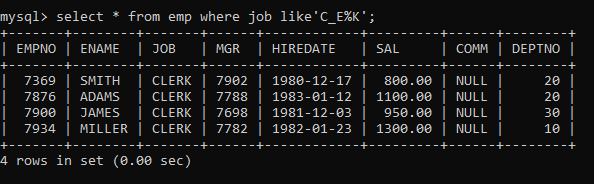 mysql> select * from emp where job like'C_E%K';
+-------+--------+-------+------+------------+---------+------+--------+
| EMPNO | ENAME  | JOB   | MGR  | HIREDATE   | SAL     | COMM | DEPTNO |
+-------+--------+-------+------+------------+---------+------+--------+
|  7369 | SMITH  | CLERK | 7902 | 1980-12-17 |  800.00 | NULL |     20 |
|  7876 | ADAMS  | CLERK | 7788 | 1983-01-12 | 1100.00 | NULL |     20 |
|  7900 | JAMES  | CLERK | 7698 | 1981-12-03 |  950.00 | NULL |     30 |
|  7934 | MILLER | CLERK | 7782 | 1982-01-23 | 1300.00 | NULL |     10 |
+-------+--------+-------+------+------------+---------+------+--------+
4 rows in set (0.00 sec)